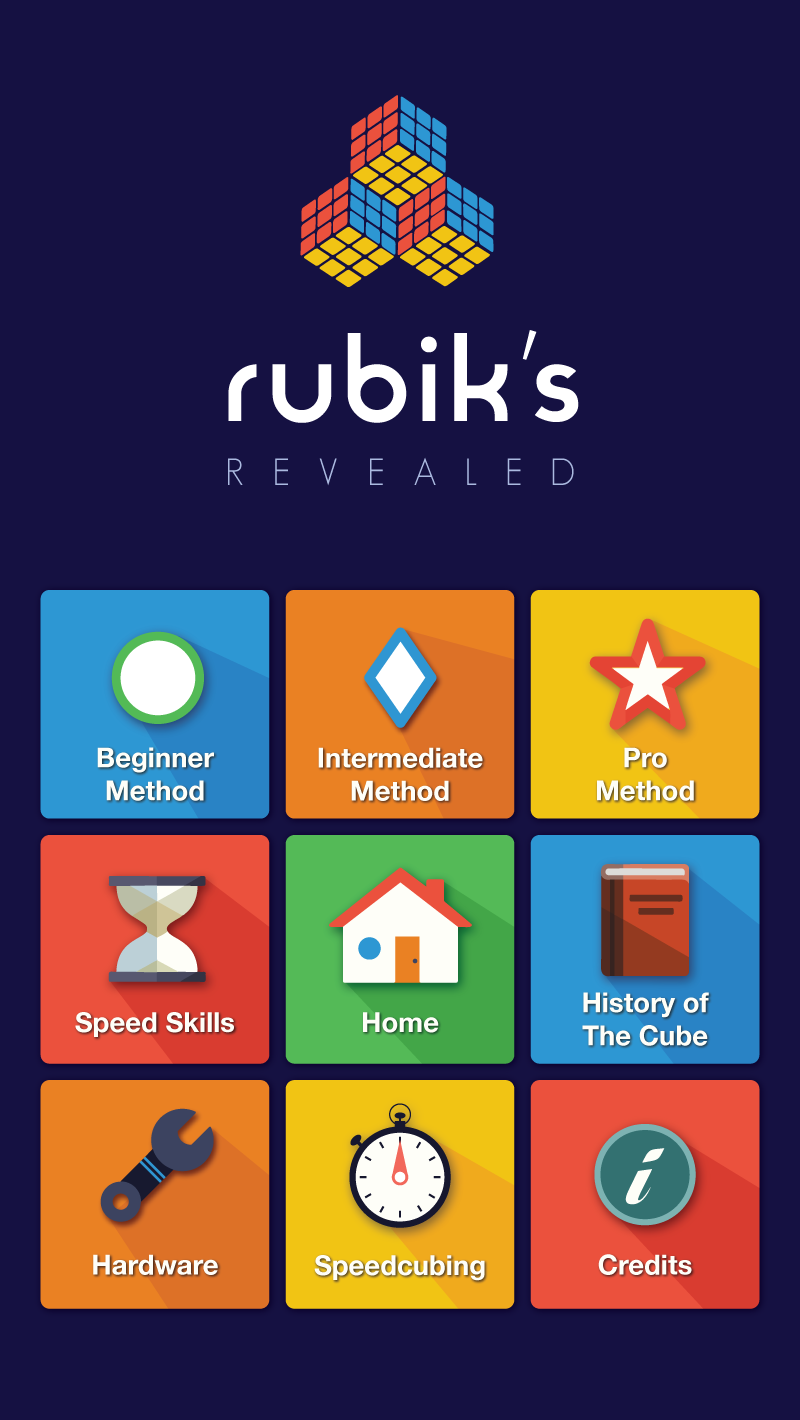 rubik's
REVEALED
Beginner
Method
Intermediate
Method
Pro
Method
Speed Skills
Home
History of
The Cube
Hardware
Speedcubing
i
Credits